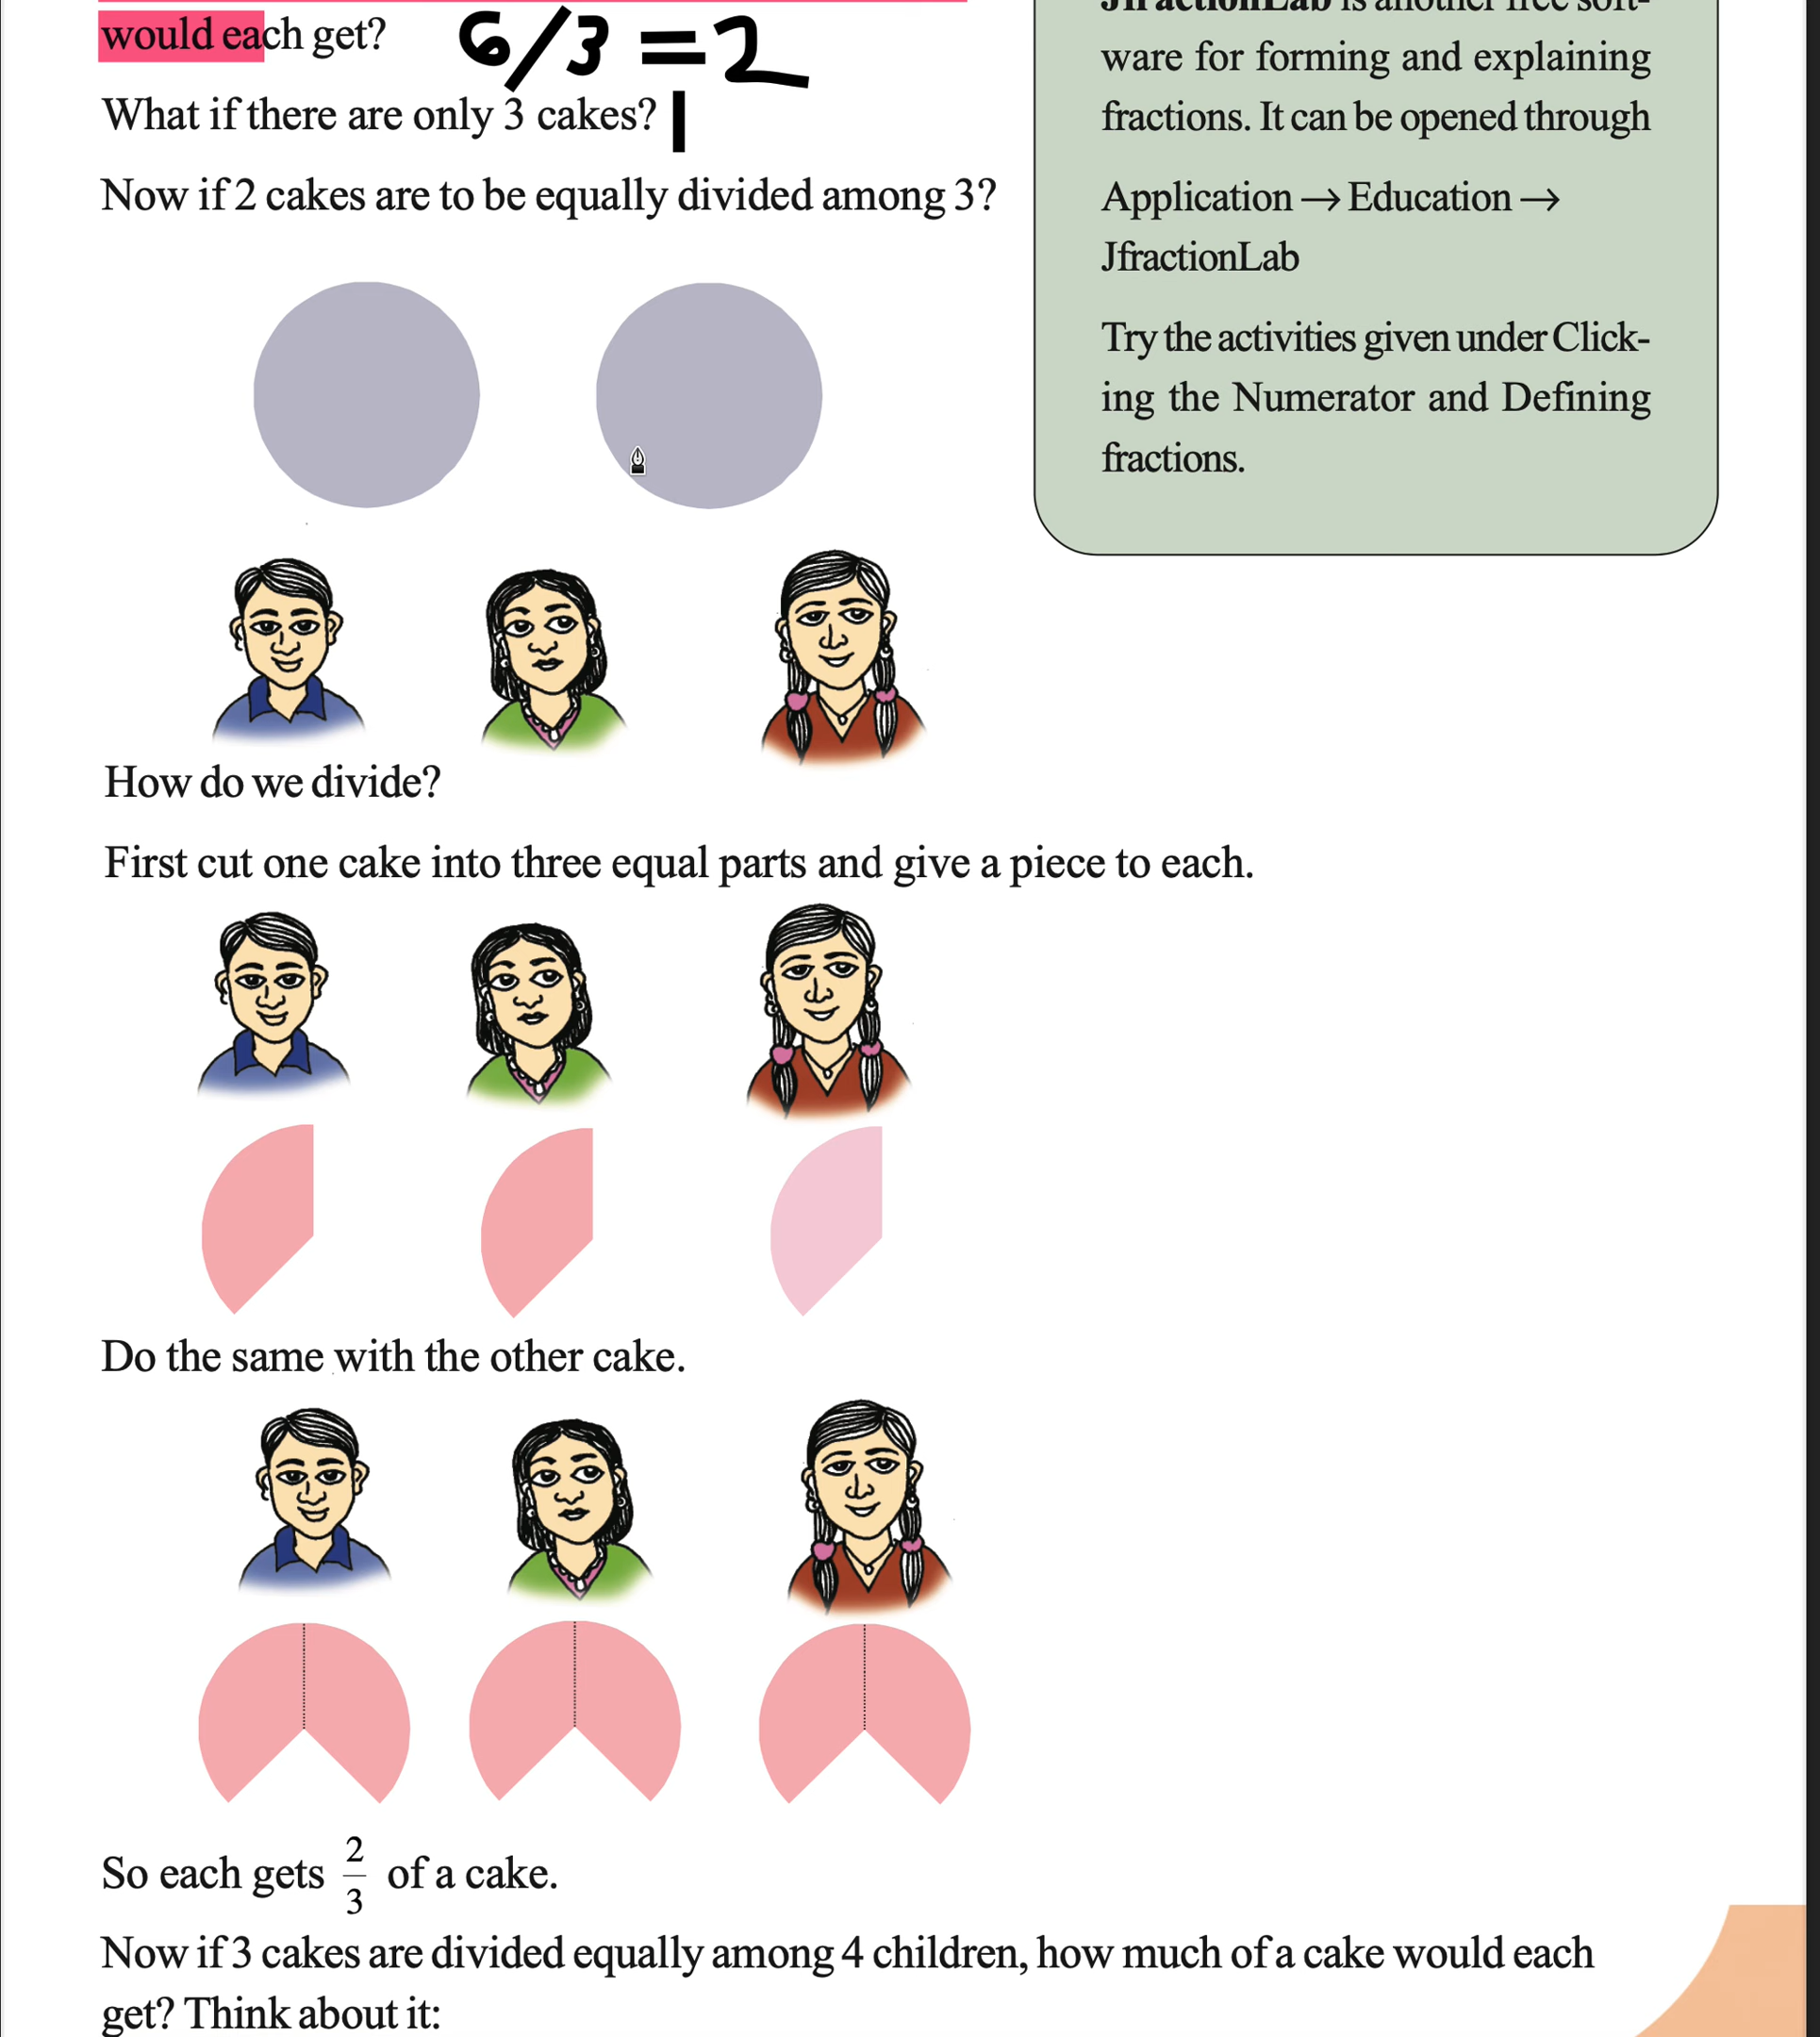 would each get? 6/3 = 2
What if there are only 3 cakes? 1
Now if 2 cakes are to be equally divided among 3?
How do we divide?
First cut one cake into three equal parts and give a piece to each.
Do the same with the other cake.
So each gets 2/3 of a cake.
Now if 3 cakes are divided equally among 4 children, how much of a cake would each
get? Think about it:
JfractionLab is another free soft-
ware for forming and explaining
fractions. It can be opened through
Application → Education →
JfractionLab
Try the activities given under Click-
ing the Numerator and Defining
fractions.